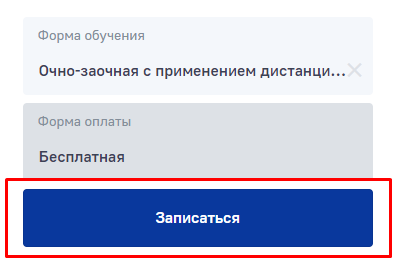 Форма обучения
Очно-заочная с применением дистанци...
Форма оплаты
Бесплатная
Записаться